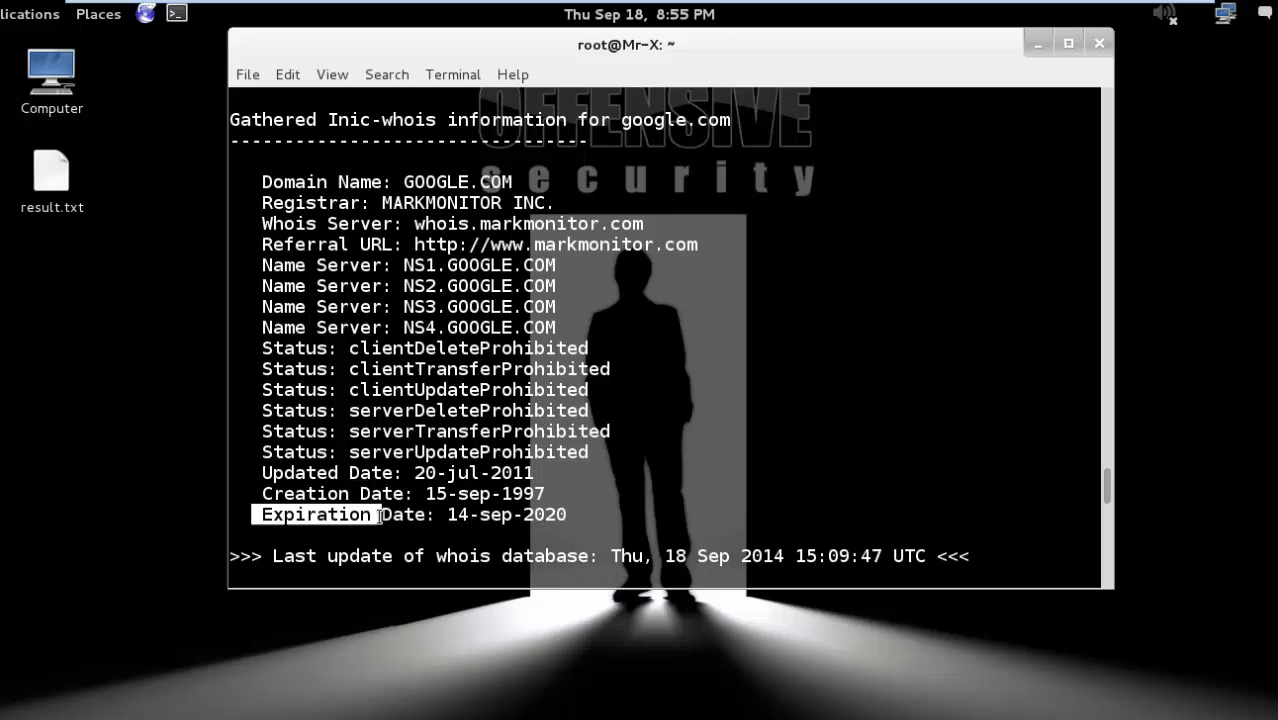 lications Places Thu Sep 18, 8:55 PM
root@Mr-X: ~
File Edit View Search Terminal Help
Computer
result.txt
OFFENSIVE
security
Gathered Inic-whois information for google.com
---------------------------------
Domain Name: GOOGLE.COM
Registrar: MARKMONITOR INC.
Whois Server: whois.markmonitor.com
Referral URL: http://www.markmonitor.com
Name Server: NS1.GOOGLE.COM
Name Server: NS2.GOOGLE.COM
Name Server: NS3.GOOGLE.COM
Name Server: NS4.GOOGLE.COM
Status: clientDeleteProhibited
Status: clientTransferProhibited
Status: clientUpdateProhibited
Status: serverDeleteProhibited
Status: serverTransferProhibited
Status: serverUpdateProhibited
Updated Date: 20-jul-2011
Creation Date: 15-sep-1997
Expiration Date: 14-sep-2020
>>> Last update of whois database: Thu, 18 Sep 2014 15:09:47 UTC <<<